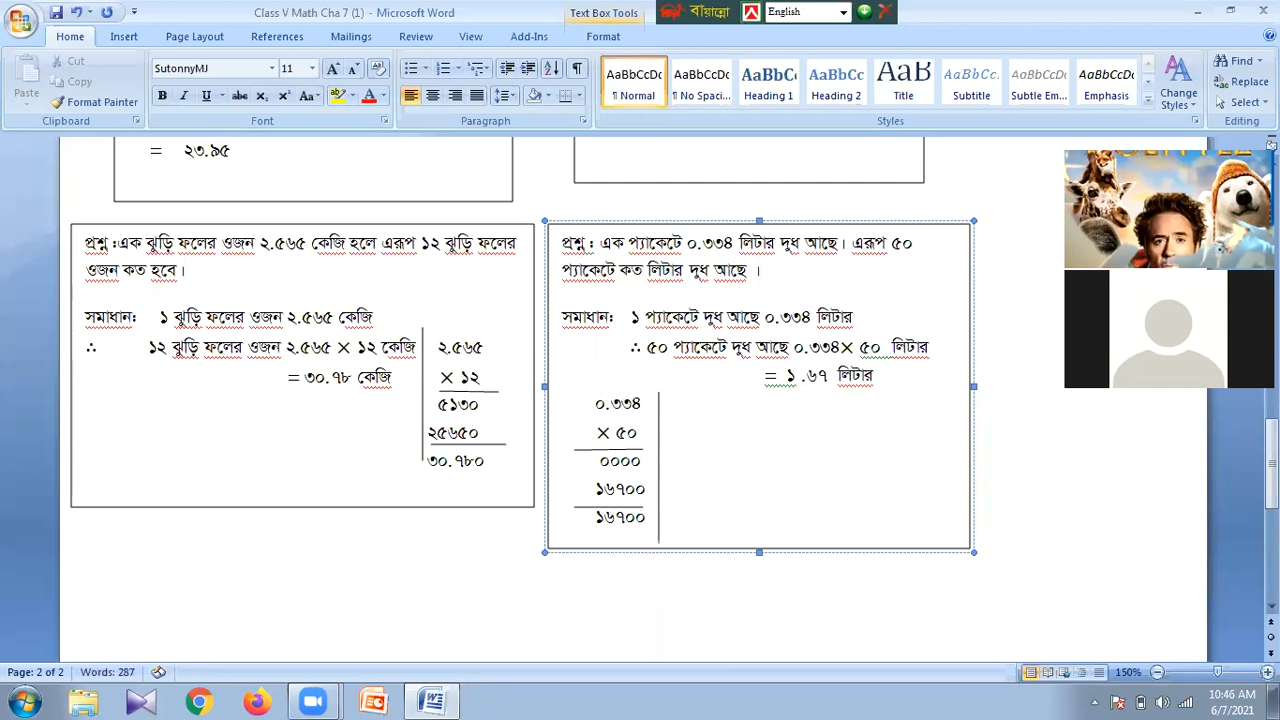 Class V Math Cha 7 (1) - Microsoft Word
Text Box Tools
বায়ান্নো
English
Home
Insert
Page Layout
References
Mailings
Review
View
Add-Ins
Format
Cut
Copy
Format Painter
Paste
Clipboard
SutonnyMJ
11
Font
Paragraph
AaBbCcDc
¶ Normal
AaBbCcDc
¶ No Spaci...
AaBbC
Heading 1
AaBbCc
Heading 2
AaB
Title
AaBbCc.
Subtitle
AaBbCcDc
Subtle Em...
AaBbCcDc
Emphasis
Change
Styles
Styles
Find
Replace
Select
Editing
= ২৩.৯৫
প্রশ্ন :এক ঝুড়ি ফলের ওজন ২.৫৬৫ কেজি হলে এরূপ ১২ ঝুড়ি ফলের
ওজন কত হবে।
সমাধান: ১ ঝুড়ি ফলের ওজন ২.৫৬৫ কেজি
∴ ১২ ঝুড়ি ফলের ওজন ২.৫৬৫ × ১২ কেজি
= ৩০.৭৮ কেজি
২.৫৬৫
× ১২
৫১৩০
২৫৬৫০
৩০.৭৮০
প্রশ্ন : এক প্যাকেটে ০.৩৩৪ লিটার দুধ আছে। এরূপ ৫০
প্যাকেটে কত লিটার দুধ আছে ।
সমাধান: ১ প্যাকেটে দুধ আছে ০.৩৩৪ লিটার
∴ ৫০ প্যাকেটে দুধ আছে ০.৩৩৪× ৫০ লিটার
= ১ .৬৭ লিটার
০.৩৩৪
× ৫০
০০০০
১৬৭০০
১৬৭০০
Page: 2 of 2
Words: 287
150%
10:46 AM
6/7/2021